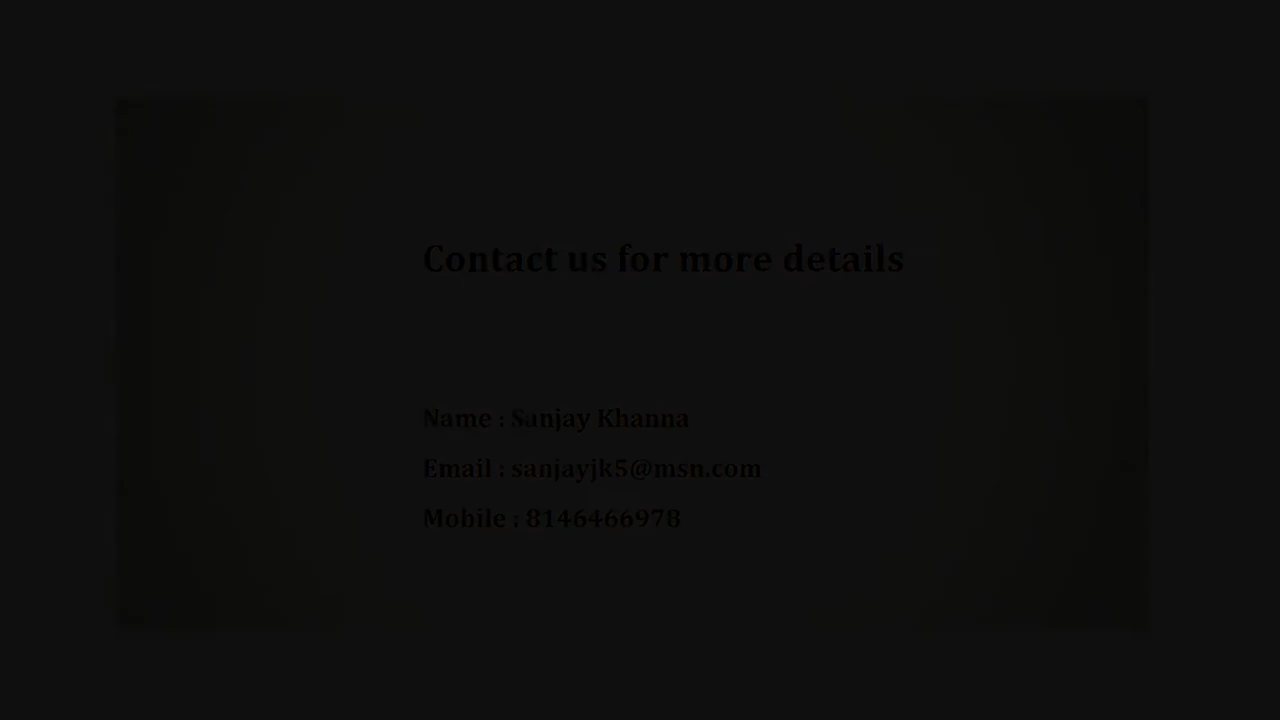 Contact us for more details
Name : Sanjay Khanna
Email : sanjayjk5@msn.com
Mobile : 8146466978